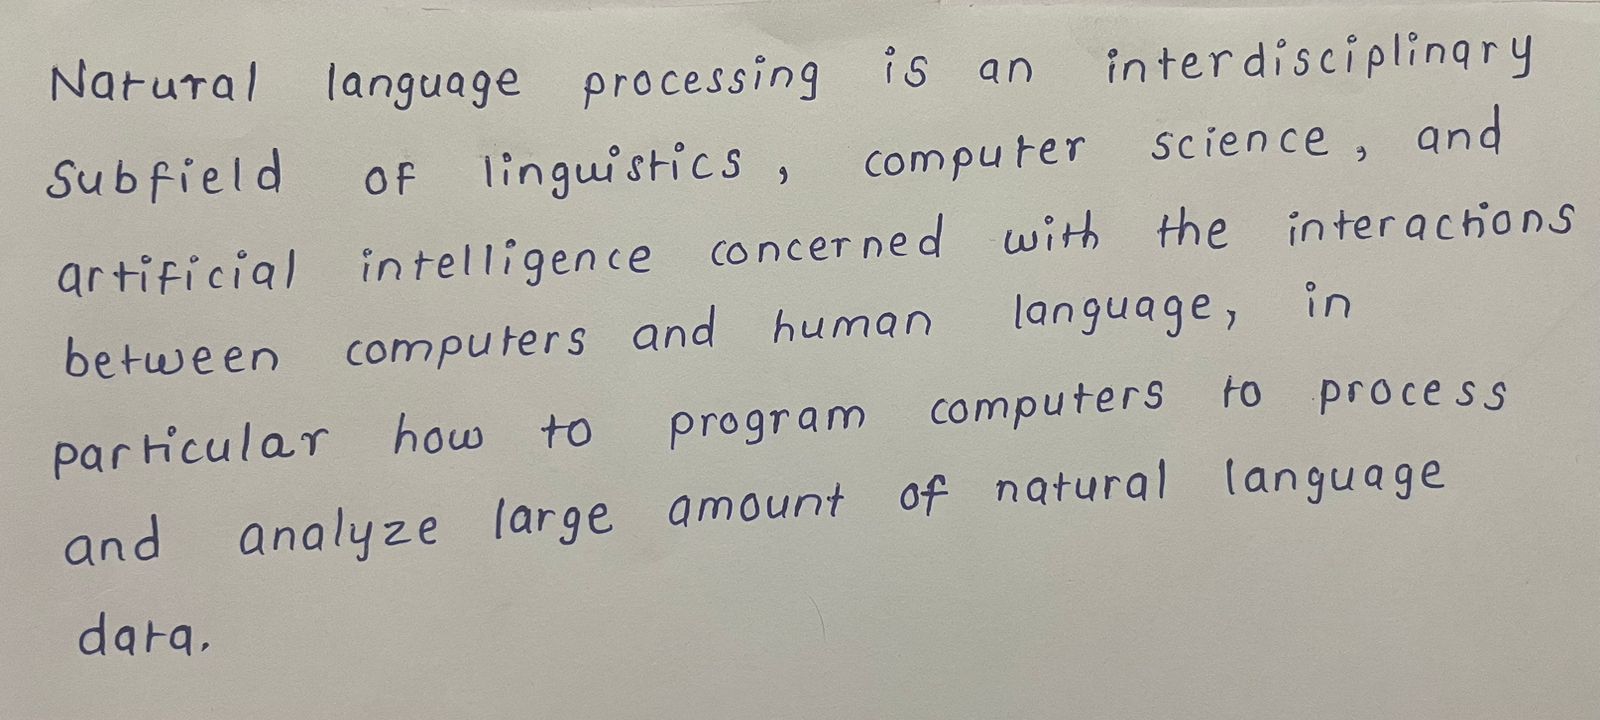 Natural language processing is an interdisciplinary
Subfield of linguistics, computer science, and
artificial intelligence concerned with the interactions
between computers and human language, in
particular how to program computers to process
and analyze large amount of natural language
data.